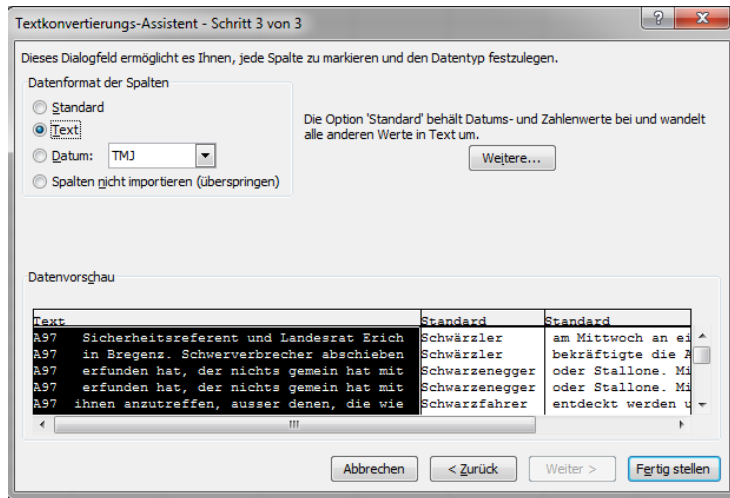 Textkonvertierungs-Assistent - Schritt 3 von 3
Dieses Dialogfeld ermöglicht es Ihnen, jede Spalte zu markieren und den Datentyp festzulegen.
Datenformat der Spalten
Standard
Text
Datum: TMJ
Spalten nicht importieren (überspringen)
Die Option 'Standard' behält Datums- und Zahlenwerte bei und wandelt
alle anderen Werte in Text um.
Weitere...
Datenvorschau
Text Standard Standard
A97 Sicherheitsreferent und Landesrat Erich Schwärzler am Mittwoch an ei
A97 in Bregenz. Schwerverbrecher abschieben Schwärzler bekräftigte die A
A97 erfunden hat, der nichts gemein hat mit Schwarzenegger oder Stallone. Mi
A97 erfunden hat, der nichts gemein hat mit Schwarzenegger oder Stallone. Mi
A97 ihnen anzutreffen, ausser denen, die wie Schwarzfahrer entdeckt werden u
Abbrechen < Zurück Weiter > Fertig stellen